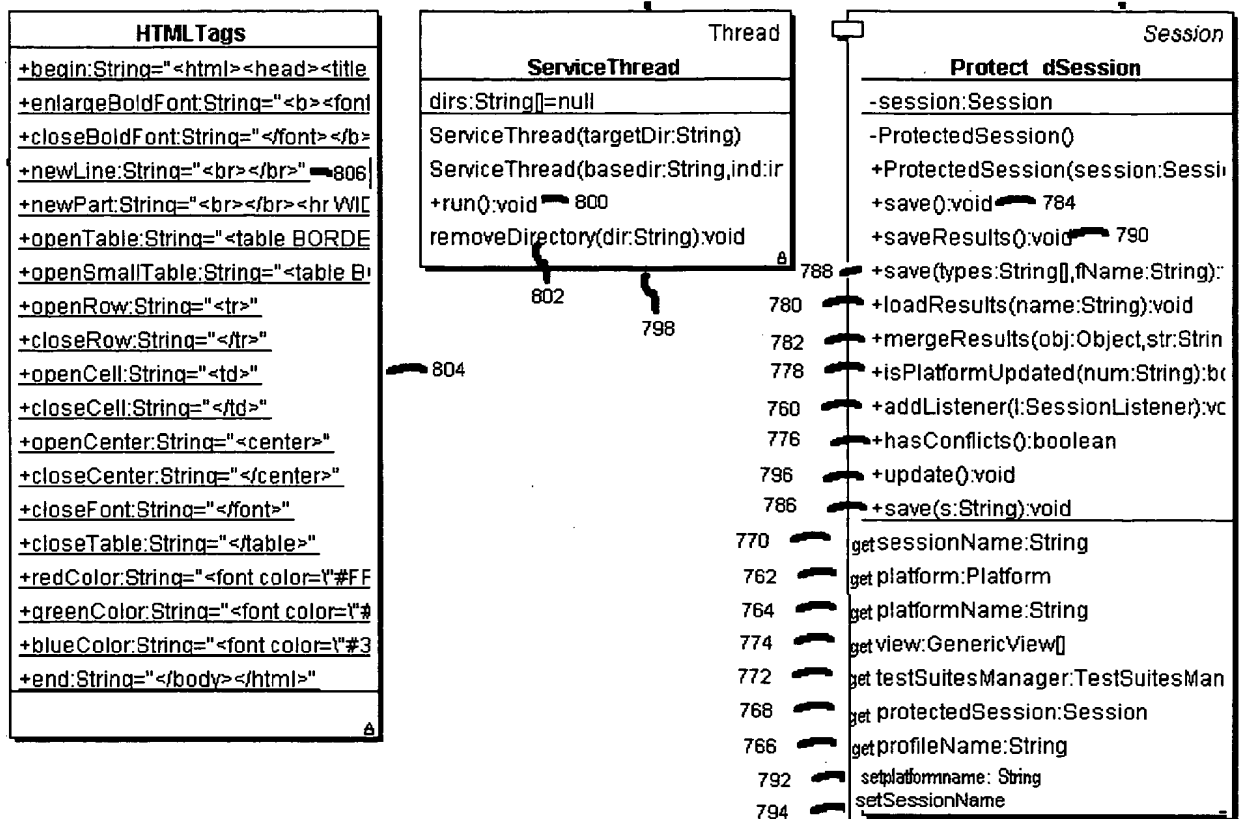 HTMLTags
+begin:String="<html><head><title
+enlargeBoldFont:String="<b><font
+closeBoldFont:String="</font></b>
+newLine:String="<br></br>" 806
+newPart:String="<br></br><hr WID
+openTable:String="<table BORDE
+openSmallTable:String="<table B
+openRow:String="<tr>"
+closeRow:String="</tr>"
+openCell:String="<td>"
+closeCell:String="</td>"
+openCenter:String="<center>"
+closeCenter:String="</center>"
+closeFont:String="</font>"
+closeTable:String="</table>"
+redColor:String="<font color=\"#FF
+greenColor:String="<font color=\"#
+blueColor:String="<font color=\"#3
+end:String="</body></html>"
804
Thread
ServiceThread
dirs:String[]=null
ServiceThread(targetDir:String)
ServiceThread(basedir:String,ind:ir
+run():void 800
removeDirectory(dir:String):void
802
798
Session
Protect dSession
-session:Session
-ProtectedSession()
+ProtectedSession(session:Sessi
+save():void 784
+saveResults():void 790
788 +save(types:String[],fName:String):
780 +loadResults(name:String):void
782 +mergeResults(obj:Object,str:Strin
778 +isPlatformUpdated(num:String):bo
760 +addListener(l:SessionListener):vo
776 +hasConflicts():boolean
796 +update():void
786 +save(s:String):void
770 get sessionName:String
762 get platform:Platform
764 get platformName:String
774 get view:GenericView[]
772 get testSuitesManager:TestSuitesMan
768 get protectedSession:Session
766 get profileName:String
792 setplatformname: String
794 setSessionName